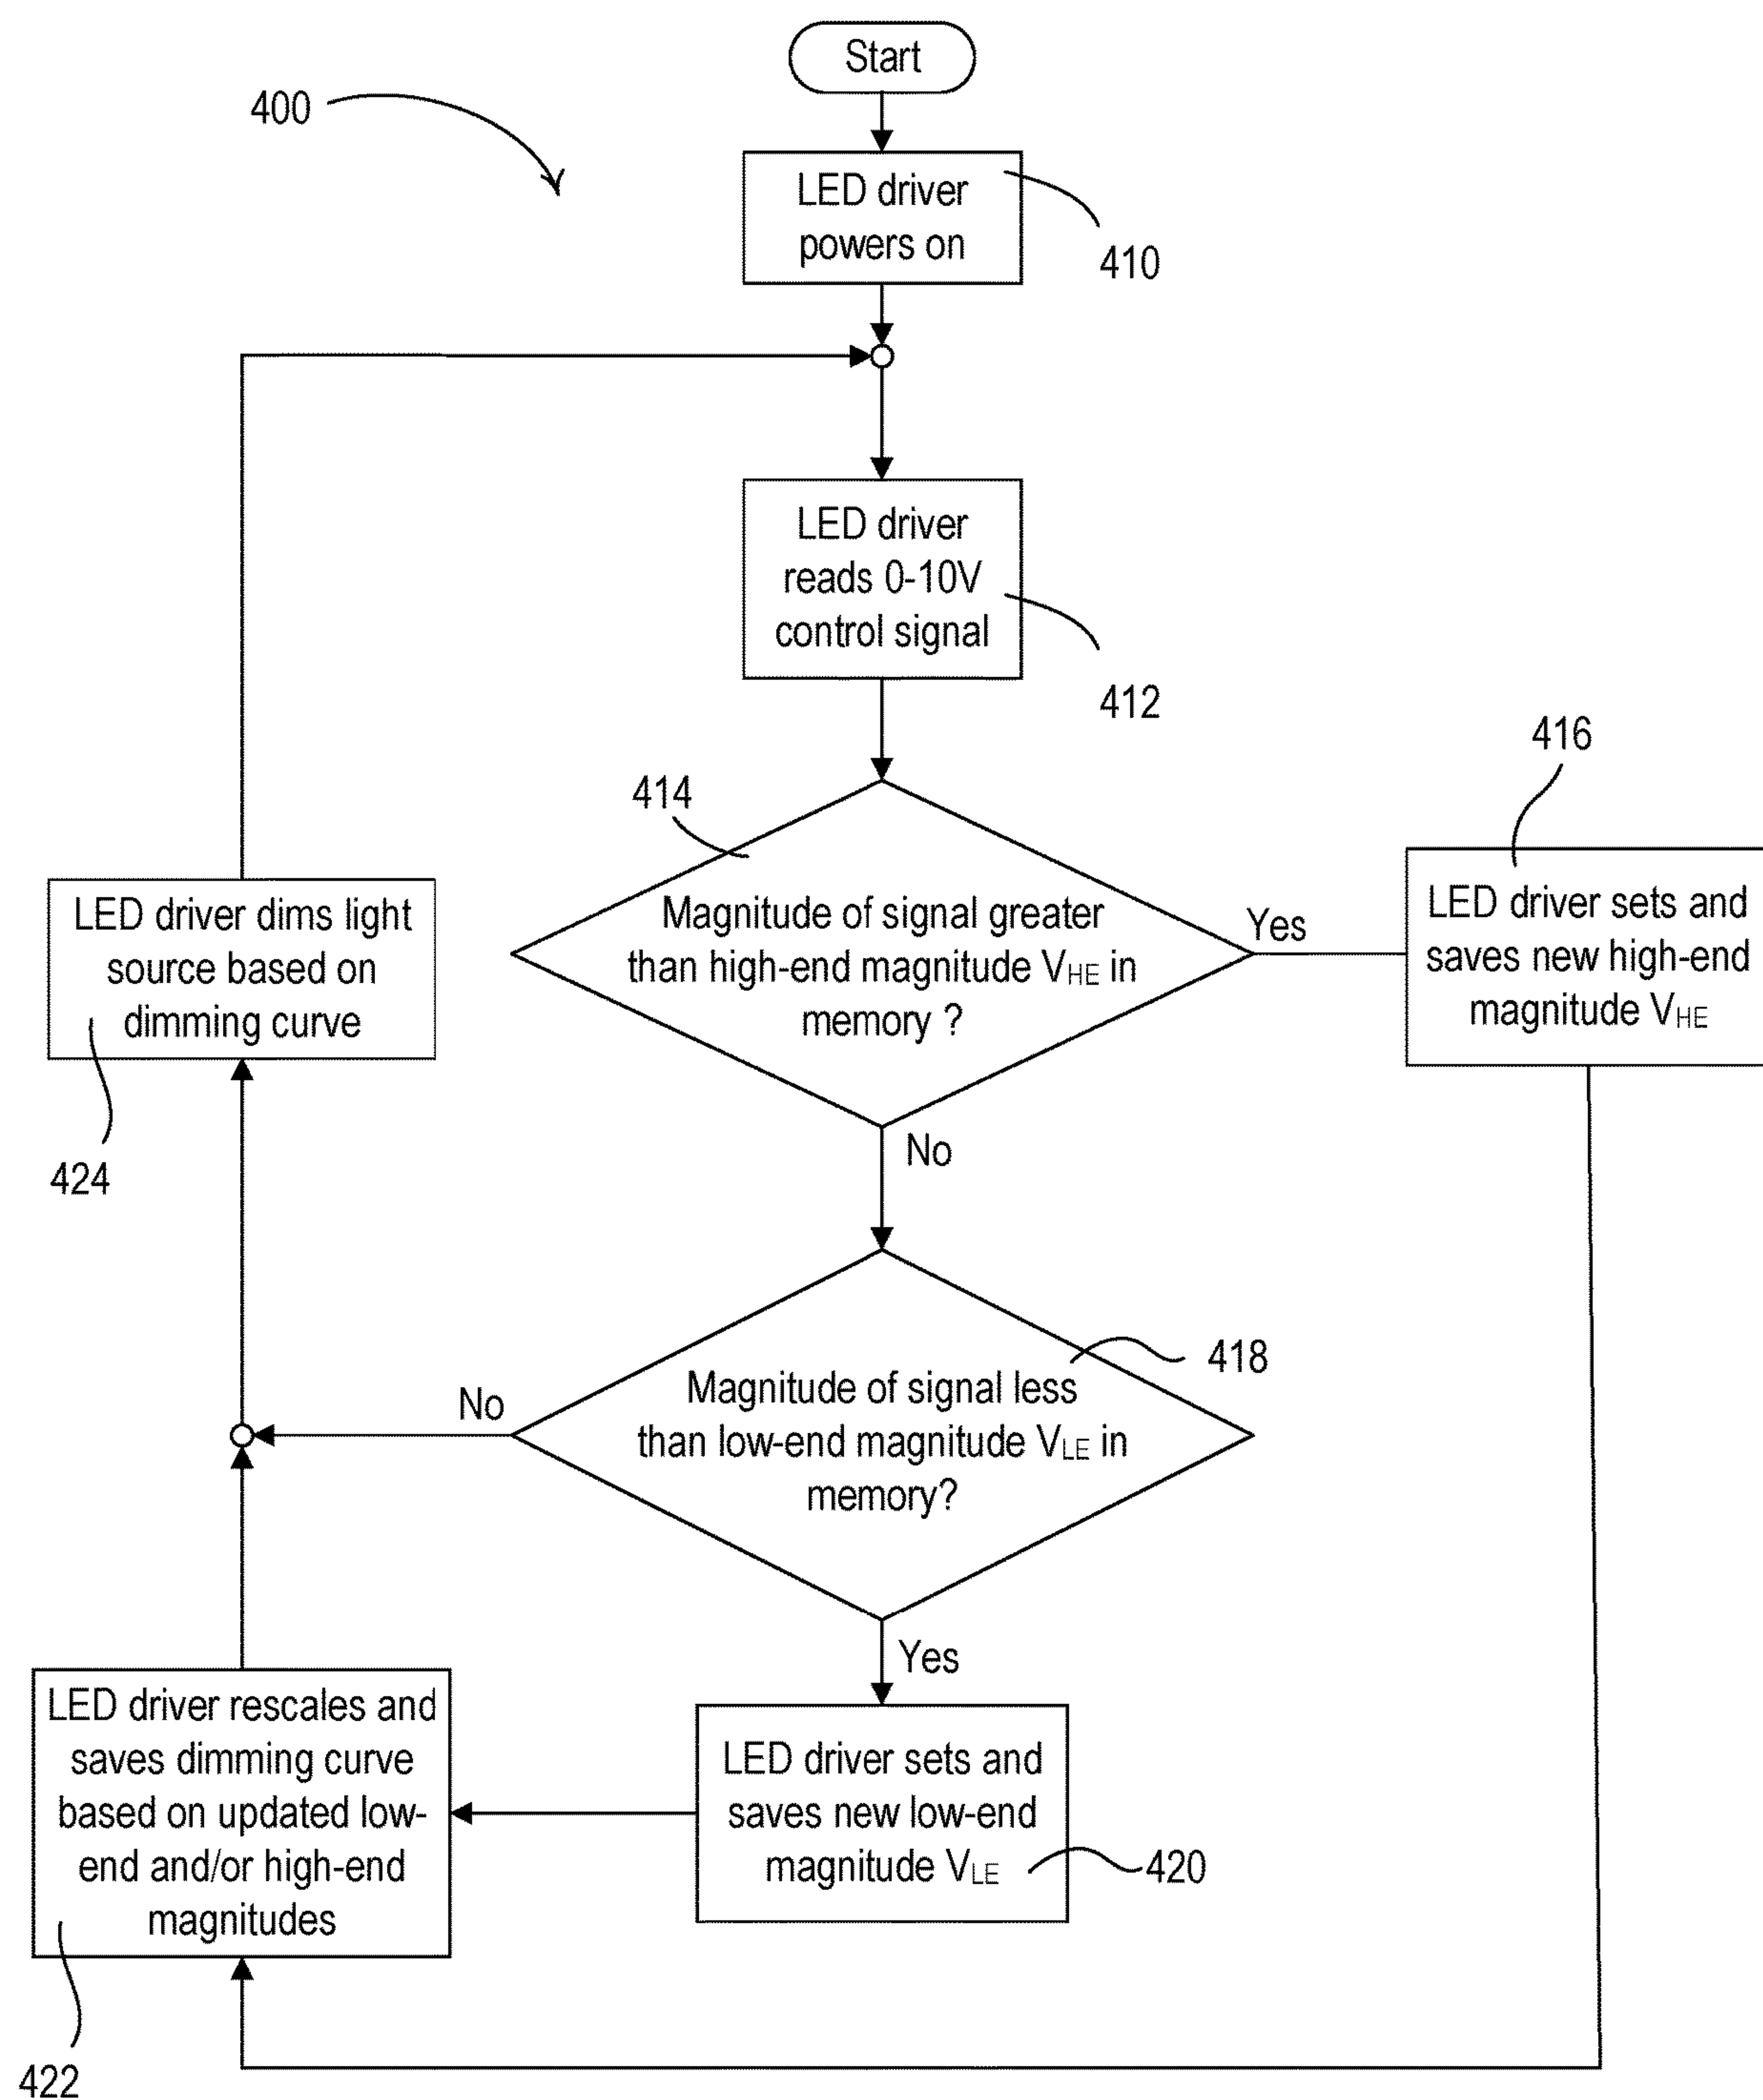 Start
400
LED driver
powers on
410
LED driver
reads 0-10V
control signal
412
414
416
Magnitude of signal greater
than high-end magnitude VHE in
memory ?
Yes
LED driver sets and
saves new high-end
magnitude VHE
LED driver dims light
source based on
dimming curve
424
No
418
Magnitude of signal less
than low-end magnitude VLE in
memory?
No
Yes
LED driver rescales and
saves dimming curve
based on updated low-
end and/or high-end
magnitudes
LED driver sets and
saves new low-end
magnitude VLE
420
422